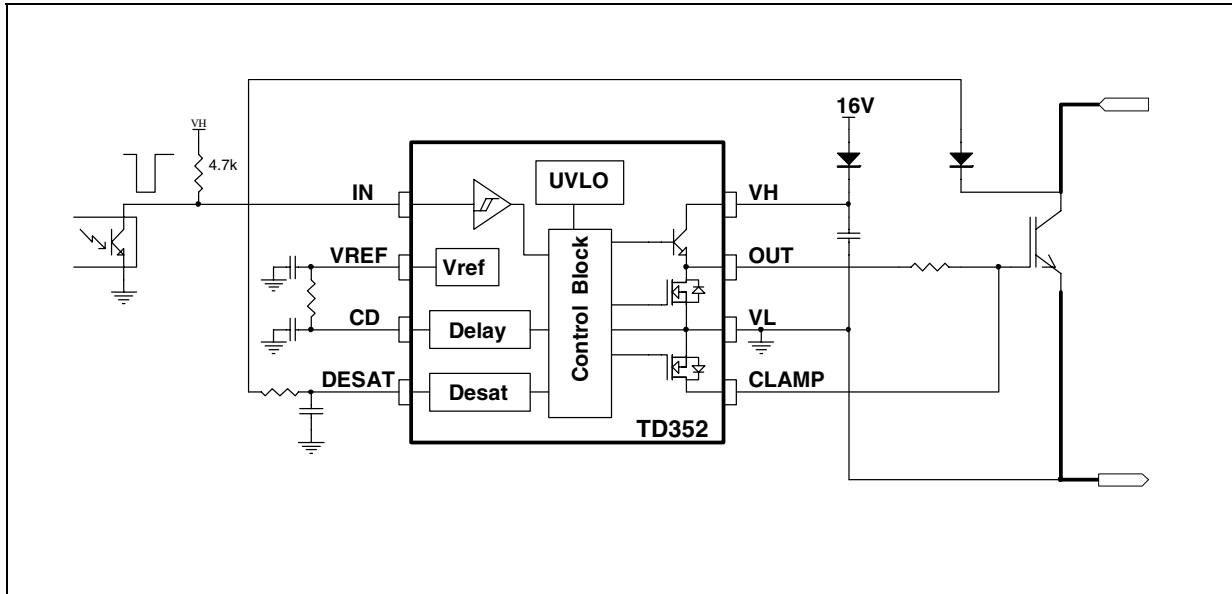 16V
VH
4.7k
IN
UVLO
VH
VREF
Vref
OUT
Control Block
CD
Delay
VL
DESAT
Desat
CLAMP
TD352